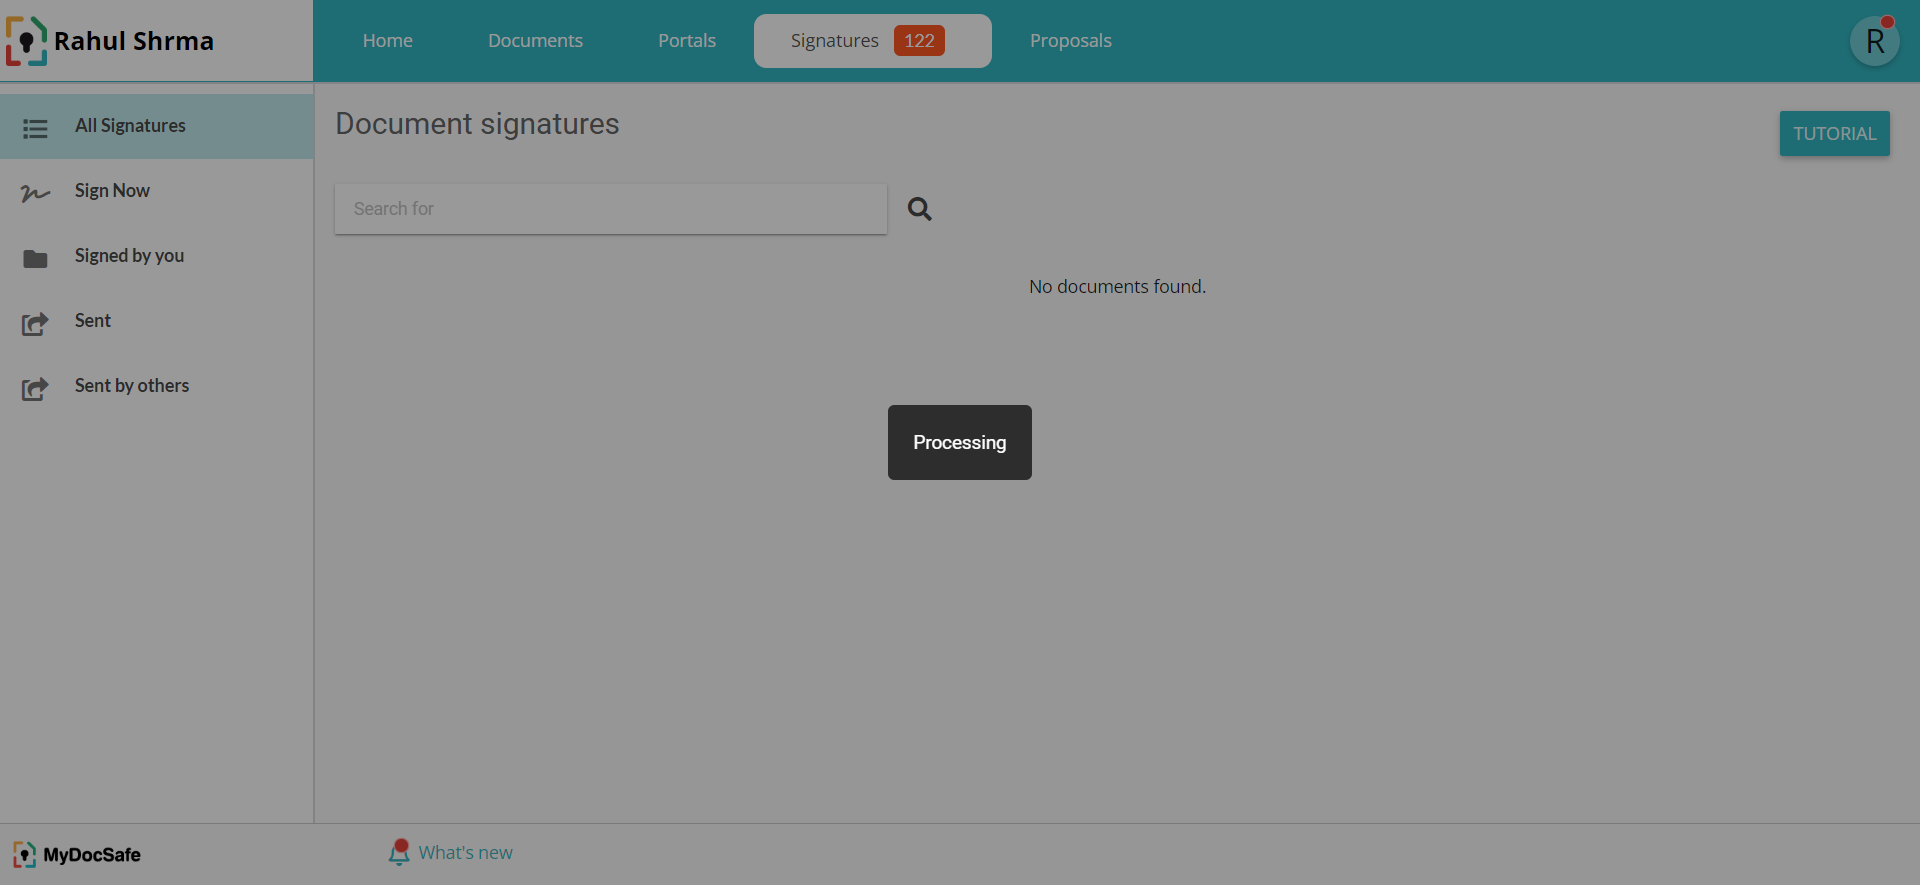 Rahul Shrma
Home
Documents
Portals
Signatures 122
Proposals
R
All Signatures
Sign Now
Signed by you
Sent
Sent by others
Document signatures
TUTORIAL
Search for
No documents found.
Processing
MyDocSafe
What's new